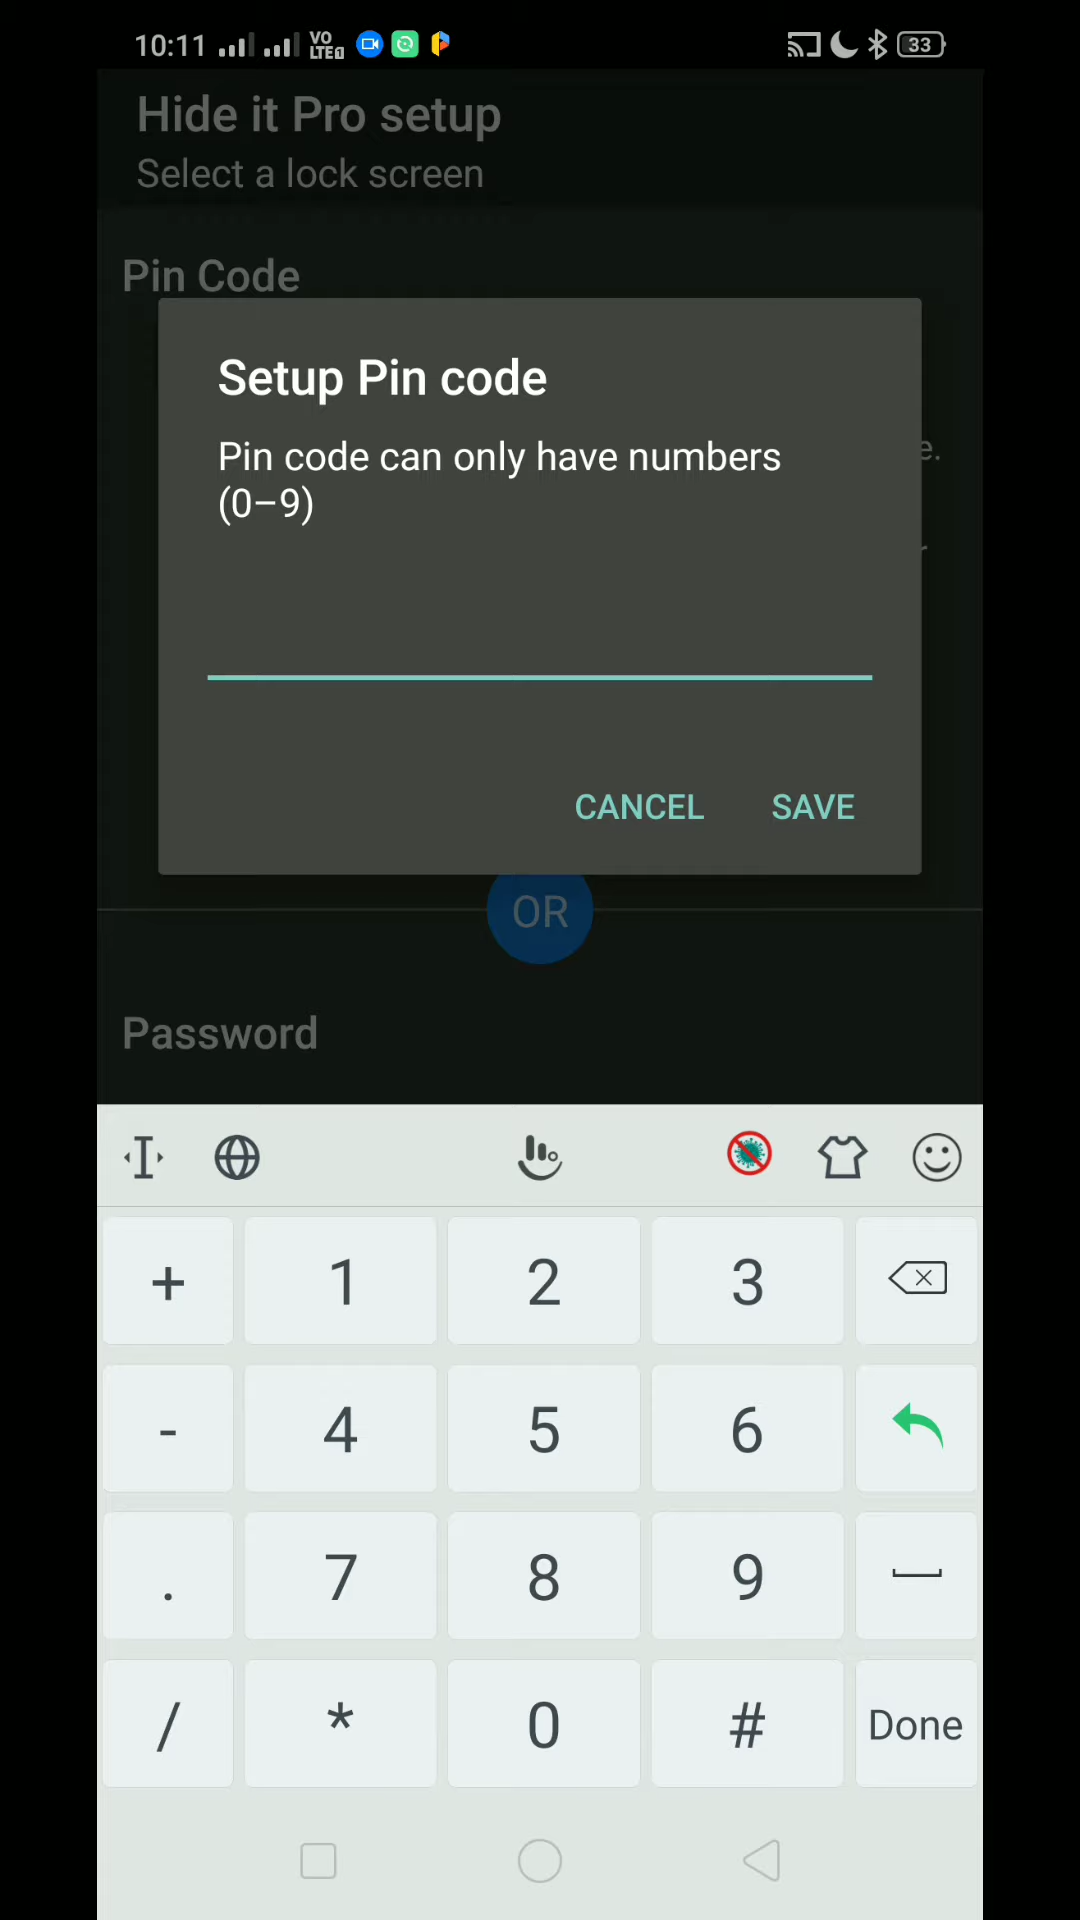 10:11 VO LTE1 33
Hide it Pro setup
Select a lock screen
Pin Code
Setup Pin code
Pin code can only have numbers
(0–9)
e.
r
CANCEL SAVE
OR
Password
+ 1 2 3
- 4 5 6
. 7 8 9
/ * 0 # Done